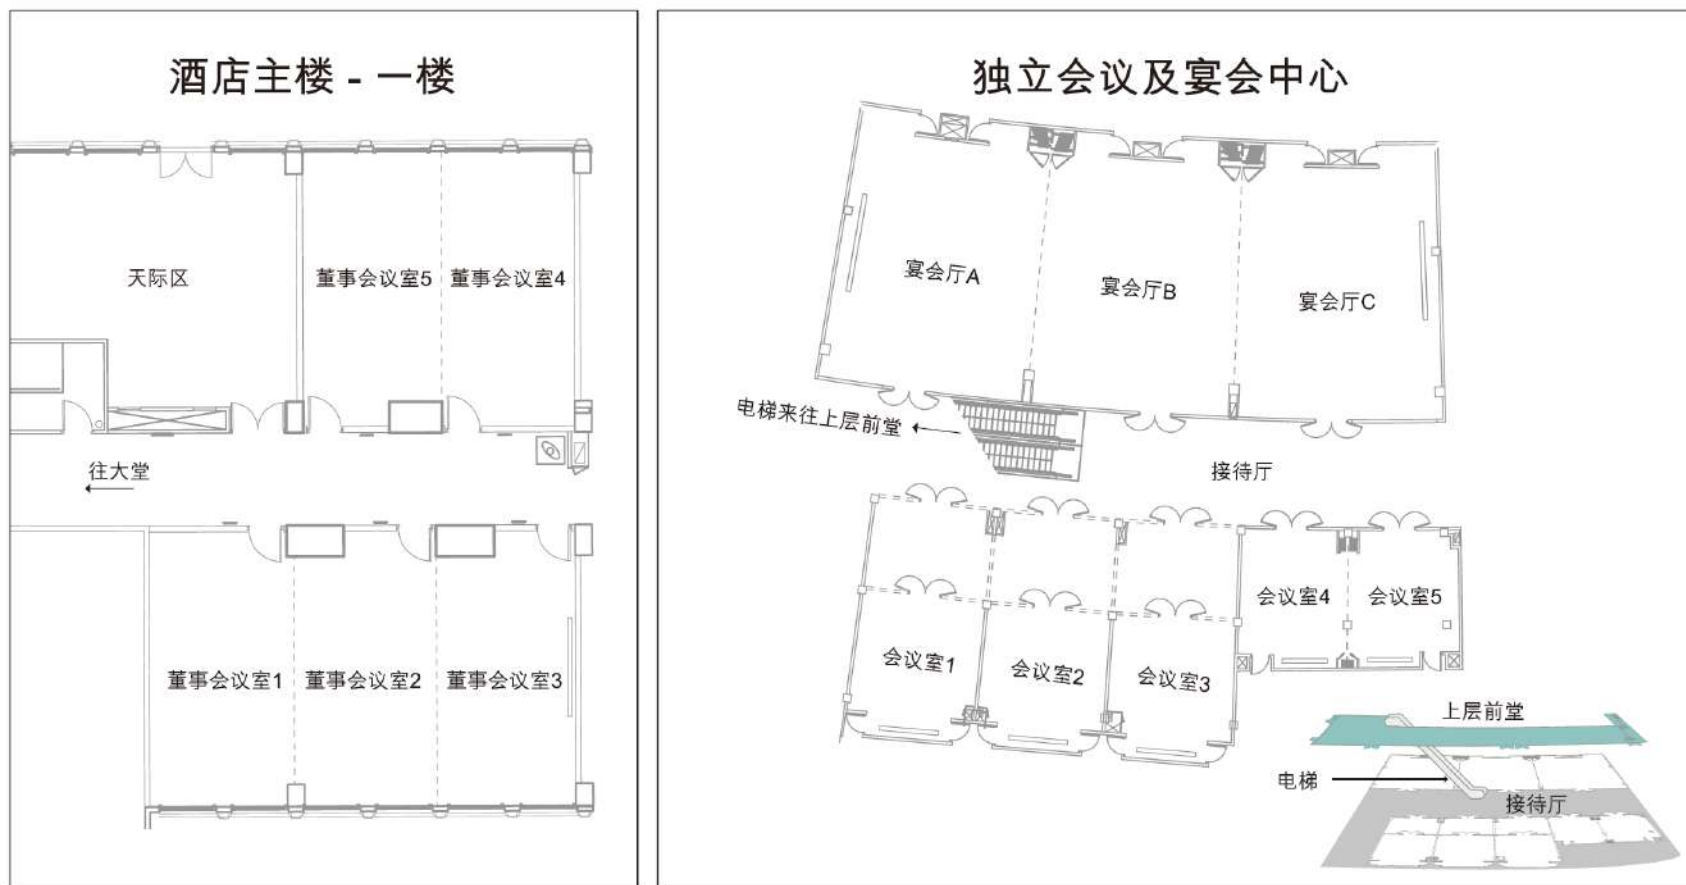 酒店主楼 - 一楼
天际区
董事会议室5
董事会议室4
往大堂
董事会议室1
董事会议室2
董事会议室3
独立会议及宴会中心
宴会厅A
宴会厅B
宴会厅C
电梯来往上层前堂
接待厅
会议室4
会议室5
会议室1
会议室2
会议室3
上层前堂
电梯
接待厅